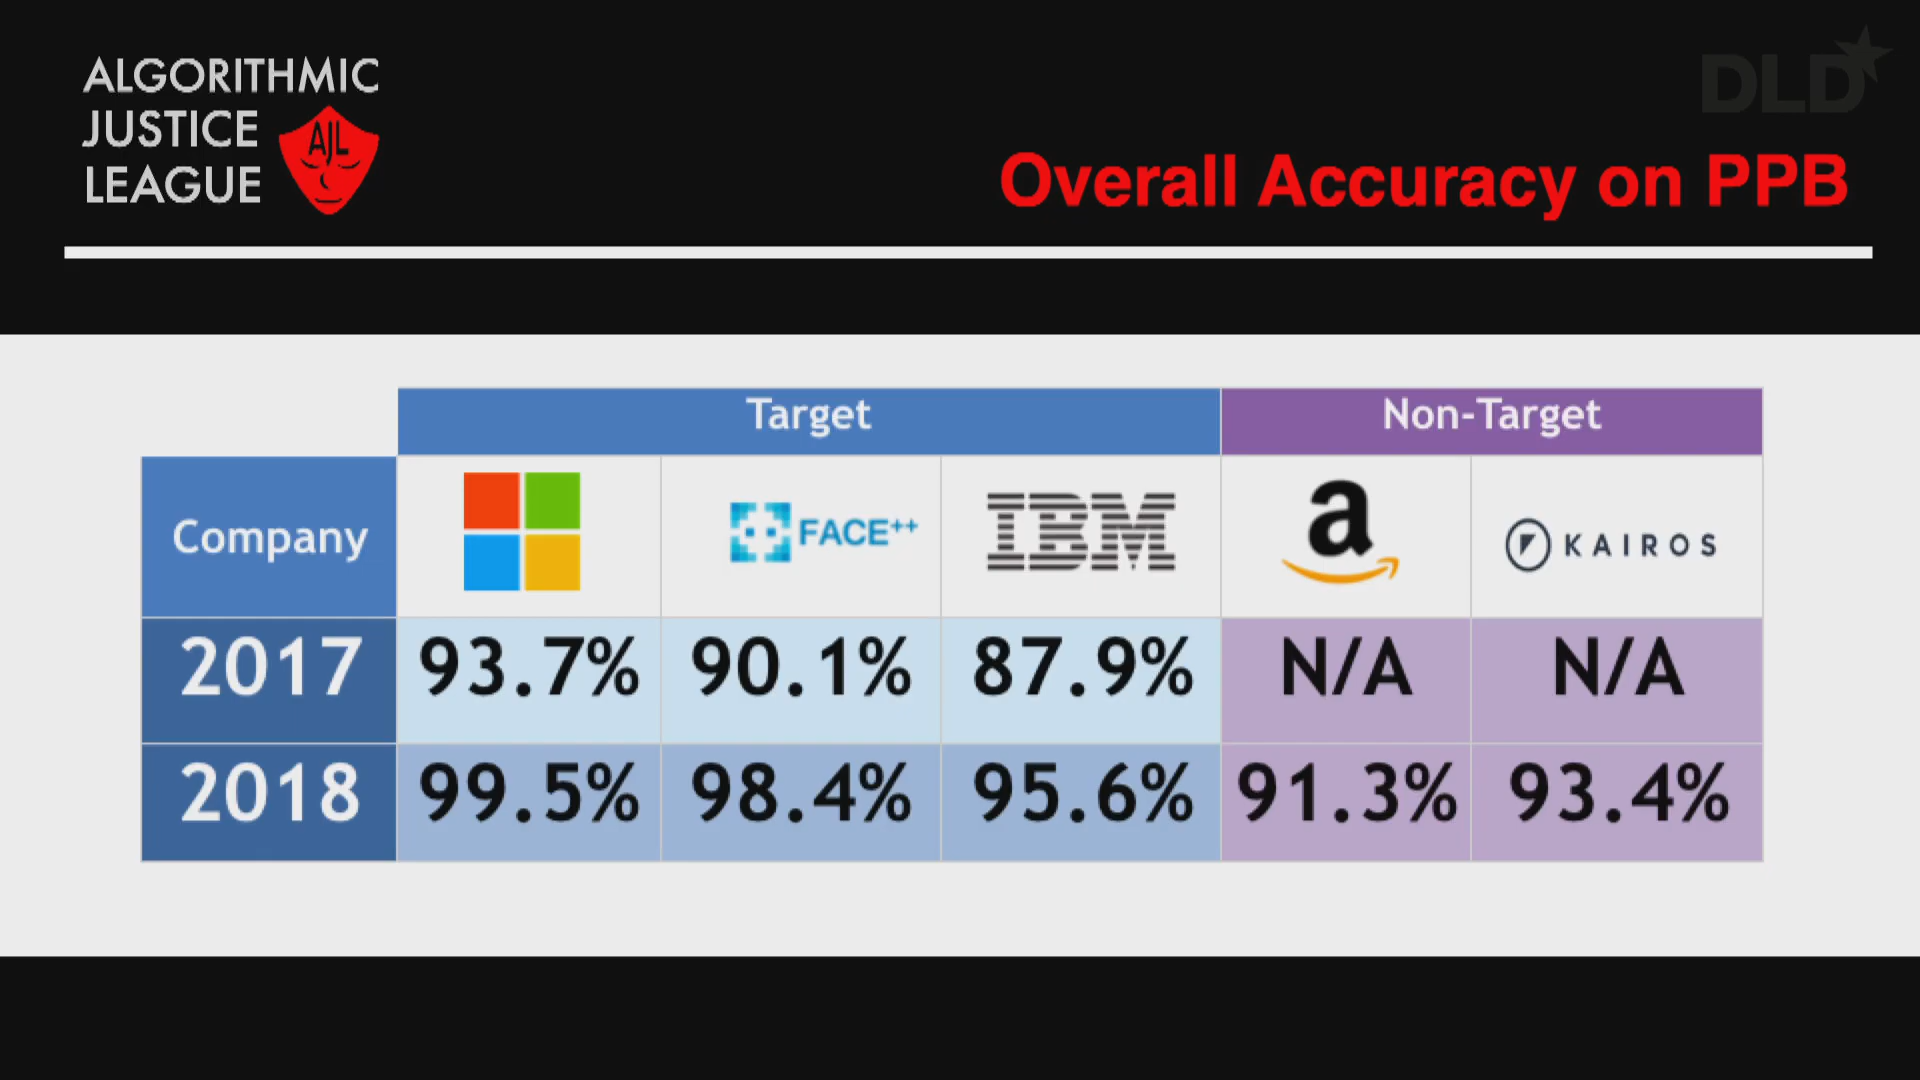 ALGORITHMIC
JUSTICE
LEAGUE
AJL
DLD
Overall Accuracy on PPB
Target Non-Target
Company FACE++ IBM a KAIROS
2017 93.7% 90.1% 87.9% N/A N/A
2018 99.5% 98.4% 95.6% 91.3% 93.4%